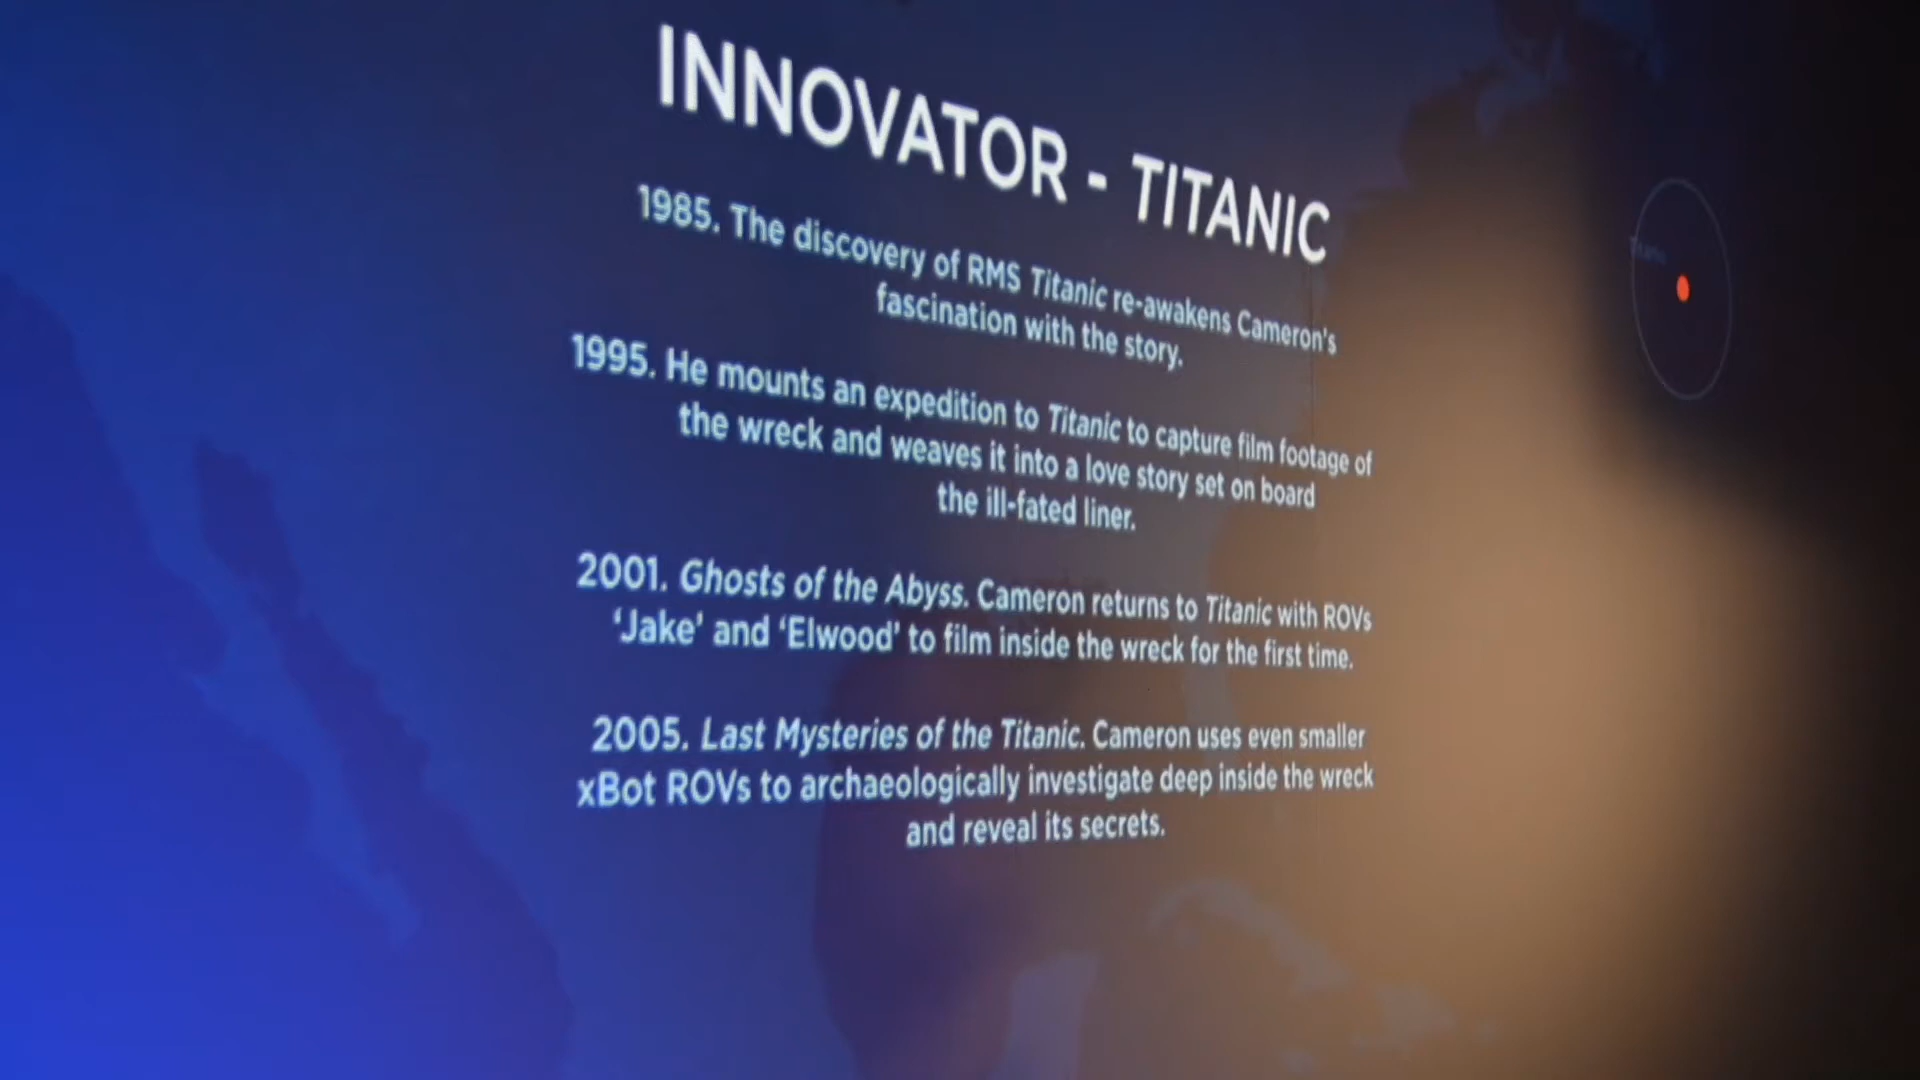 INNOVATOR - TITANIC
1985. The discovery of RMS Titanic re-awakens Cameron's
fascination with the story.
1995. He mounts an expedition to Titanic to capture film footage of
the wreck and weaves it into a love story set on board
the ill-fated liner.
2001. Ghosts of the Abyss. Cameron returns to Titanic with ROVs
‘Jake’ and ‘Elwood’ to film inside the wreck for the first time.
2005. Last Mysteries of the Titanic. Cameron uses even smaller
xBot ROVs to archaeologically investigate deep inside the wreck
and reveal its secrets.
Titanic